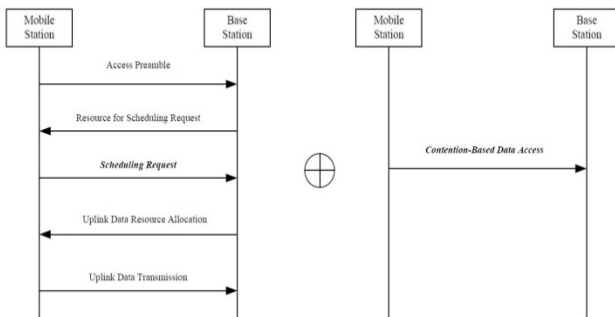 Mobile
Station
Base
Station
Access Preamble
Resource for Scheduling Request
Scheduling Request
Uplink Data Resource Allocation
Uplink Data Transmission
Mobile
Station
Base
Station
Contention-Based Data Access